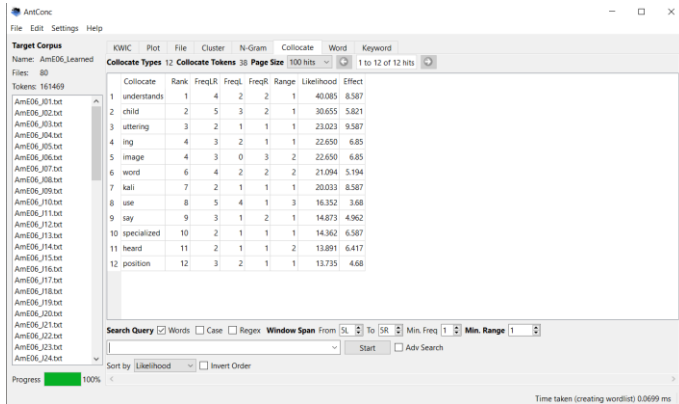 AntConc
File Edit Settings Help
Target Corpus
Name: AmE06_Learned
Files: 80
Tokens: 161469
AmE06_J01.txt
AmE06_J02.txt
AmE06_J03.txt
AmE06_J04.txt
AmE06_J05.txt
AmE06_J06.txt
AmE06_J07.txt
AmE06_J08.txt
AmE06_J09.txt
AmE06_J10.txt
AmE06_J11.txt
AmE06_J12.txt
AmE06_J13.txt
AmE06_J14.txt
AmE06_J15.txt
AmE06_J16.txt
AmE06_J17.txt
AmE06_J18.txt
AmE06_J19.txt
AmE06_J20.txt
AmE06_J21.txt
AmE06_J22.txt
AmE06_J23.txt
AmE06_J24.txt
Progress 100%
KWIC Plot File Cluster N-Gram Collocate Word Keyword
Collocate Types 12 Collocate Tokens 38 Page Size 100 hits 1 to 12 of 12 hits
Collocate Rank FreqLR FreqL FreqR Range Likelihood Effect
1 understands 1 4 2 2 1 40.085 8.587
2 child 2 5 3 2 1 30.655 5.821
3 uttering 3 2 1 1 1 23.023 9.587
4 ing 4 3 2 1 1 22.650 6.85
5 image 4 3 0 3 2 22.650 6.85
6 word 6 4 2 2 2 21.094 5.194
7 kali 7 2 1 1 1 20.033 8.587
8 use 8 5 4 1 3 16.352 3.68
9 say 9 3 1 2 1 14.873 4.962
10 specialized 10 2 1 1 1 14.362 6.587
11 heard 11 2 1 1 2 13.891 6.417
12 position 12 3 2 1 1 13.735 4.68
Search Query Words Case Regex Window Span From 5L To 5R Min. Freq 1 Min. Range 1
Start Adv Search
Sort by Likelihood Invert Order
Time taken (creating wordlist) 0.0699 ms